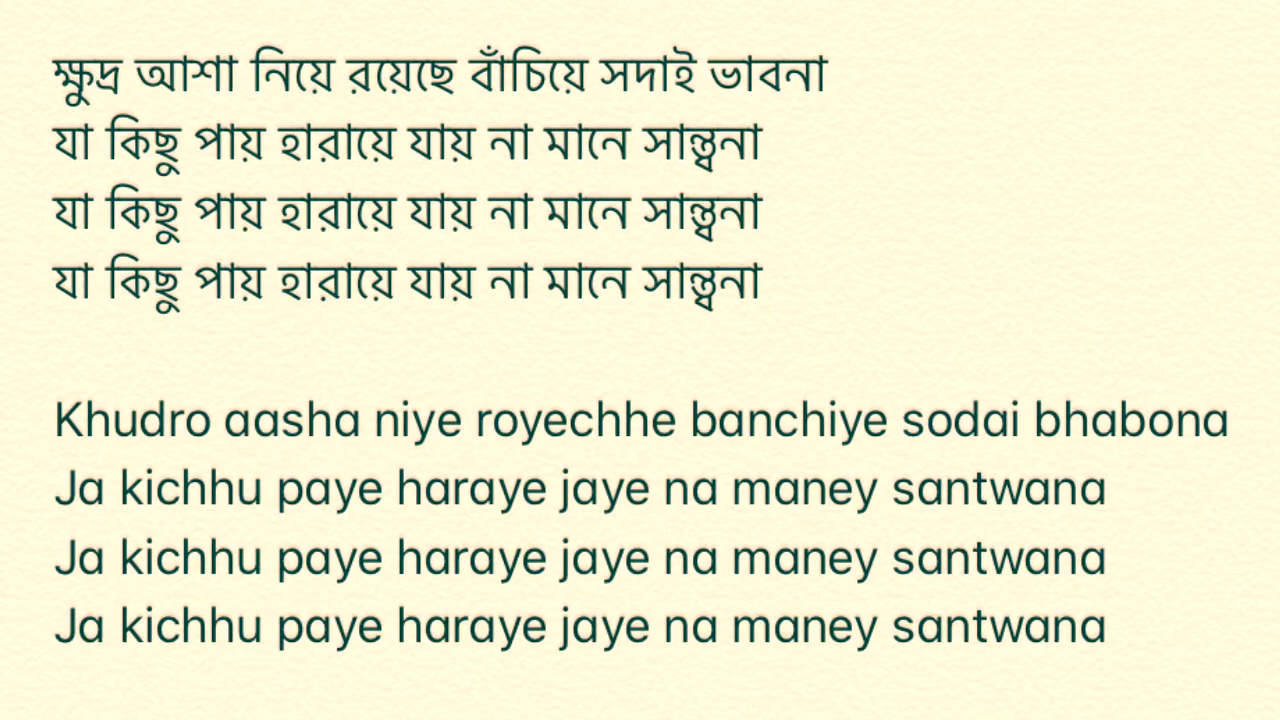 ক্ষুদ্র আশা নিয়ে রয়েছে বাঁচিয়ে সদাই ভাবনা
যা কিছু পায় হারায়ে যায় না মানে সান্ত্বনা
যা কিছু পায় হারায়ে যায় না মানে সান্ত্বনা
যা কিছু পায় হারায়ে যায় না মানে সান্ত্বনা
Khudro aasha niye royechhe banchiye sodai bhabona
Ja kichhu paye haraye jaye na maney santwana
Ja kichhu paye haraye jaye na maney santwana
Ja kichhu paye haraye jaye na maney santwana